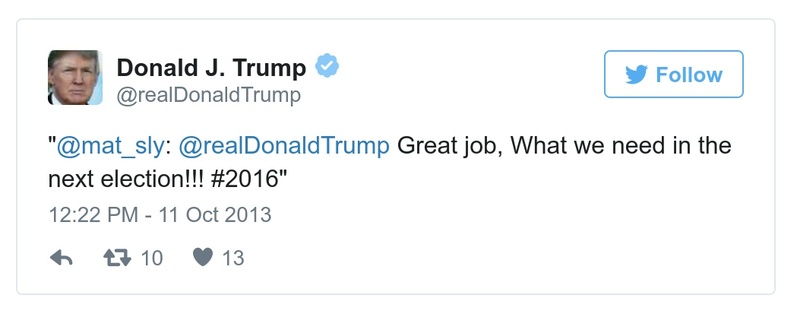 Donald J. Trump
Follow
@realDonaldTrump
"@mat_sly: @realDonaldTrump Great job, What we need in the
next election!!! #2016"
12:22 PM - 11 Oct 2013
10 13